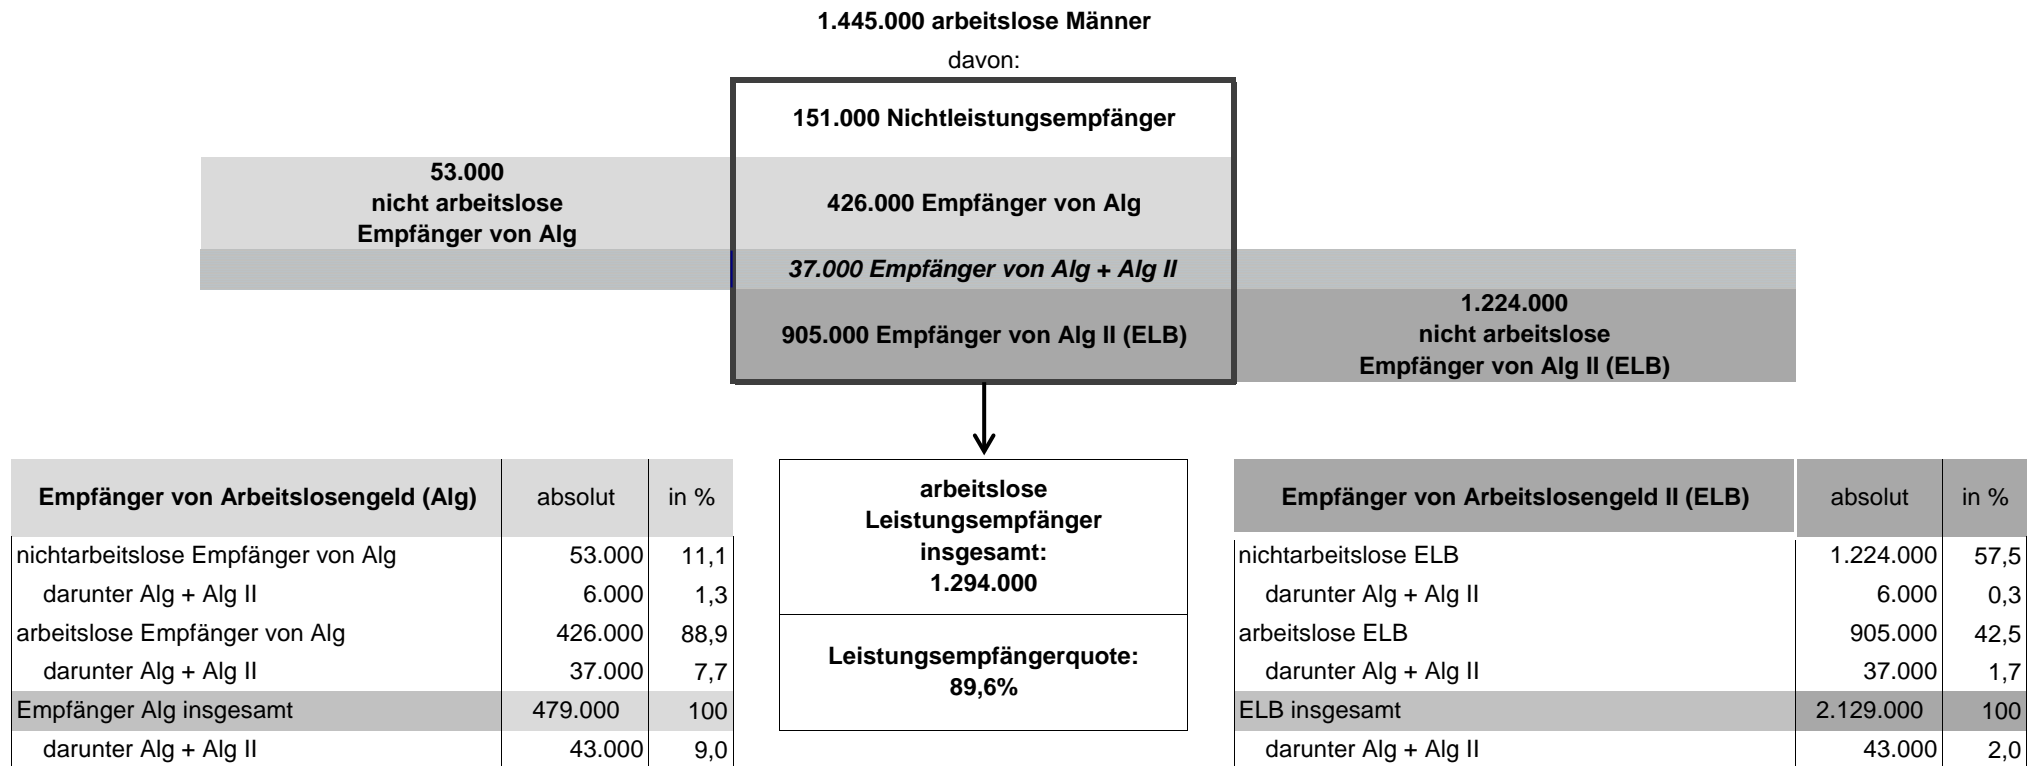 1.445.000 arbeitslose Männer
davon:
151.000 Nichtleistungsempfänger
53.000
nicht arbeitslose
Empfänger von Alg
426.000 Empfänger von Alg
37.000 Empfänger von Alg + Alg II
905.000 Empfänger von Alg II (ELB)
1.224.000
nicht arbeitslose
Empfänger von Alg II (ELB)
Empfänger von Arbeitslosengeld (Alg) absolut in %
nichtarbeitslose Empfänger von Alg 53.000 11,1
darunter Alg + Alg II 6.000 1,3
arbeitslose Empfänger von Alg 426.000 88,9
darunter Alg + Alg II 37.000 7,7
Empfänger Alg insgesamt 479.000 100
darunter Alg + Alg II 43.000 9,0
arbeitslose
Leistungsempfänger
insgesamt:
1.294.000
Leistungsempfängerquote:
89,6%
Empfänger von Arbeitslosengeld II (ELB) absolut in %
nichtarbeitslose ELB 1.224.000 57,5
darunter Alg + Alg II 6.000 0,3
arbeitslose ELB 905.000 42,5
darunter Alg + Alg II 37.000 1,7
ELB insgesamt 2.129.000 100
darunter Alg + Alg II 43.000 2,0